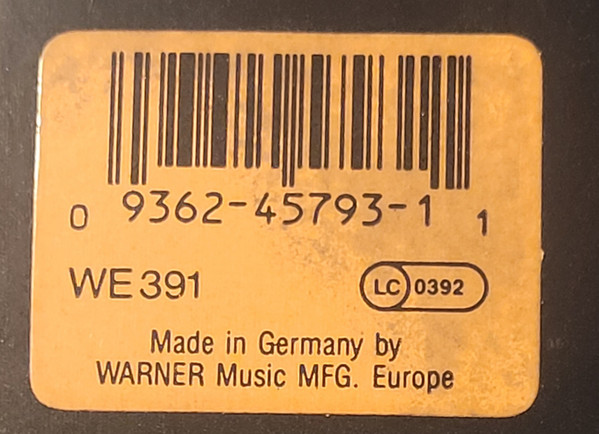 0 9362-45793-1 1
WE 391 LC 0392
Made in Germany by
WARNER Music MFG. Europe